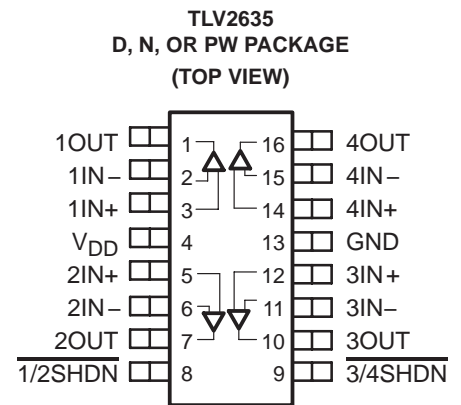 TLV2635
D, N, OR PW PACKAGE
(TOP VIEW)
1OUT 1 16 4OUT
1IN− 2 15 4IN−
1IN+ 3 14 4IN+
VDD 4 13 GND
2IN+ 5 12 3IN+
2IN− 6 11 3IN−
2OUT 7 10 3OUT
1/2SHDN 8 9 3/4SHDN